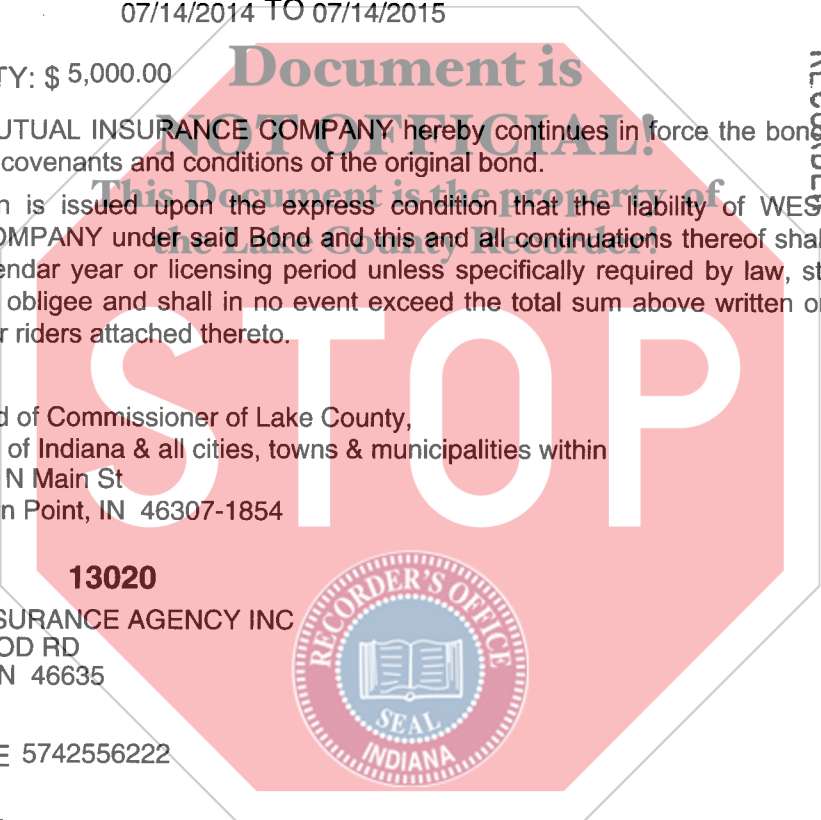 07/14/2014 TO 07/14/2015
Document is
TY: $ 5,000.00
NOT OFFICIAL!
UTUAL INSURANCE COMPANY hereby continues in force the bond
covenants and conditions of the original bond.
This Document is the property of
n is issued upon the express condition that the liability of WES
the Lake County Recorder!
OMPANY under said Bond and this and all continuations thereof shal
endar year or licensing period unless specifically required by law, st
obligee and shall in no event exceed the total sum above written or
r riders attached thereto.
STOP
d of Commissioner of Lake County,
of Indiana & all cities, towns & municipalities within
N Main St
n Point, IN 46307-1854
13020
SURANCE AGENCY INC
OD RD
N 46635
RECORDER'S OFFICE
SEAL
INDIANA
E 5742556222